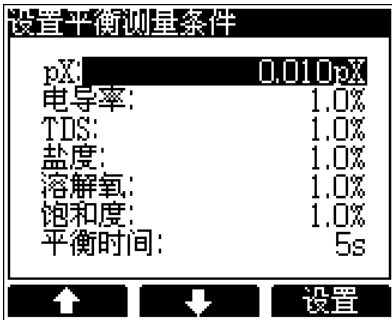 设置平衡测量条件
pX: 0.010pX
电导率: 1.0%
TDS: 1.0%
盐度: 1.0%
溶解氧: 1.0%
饱和度: 1.0%
平衡时间: 5s
设置